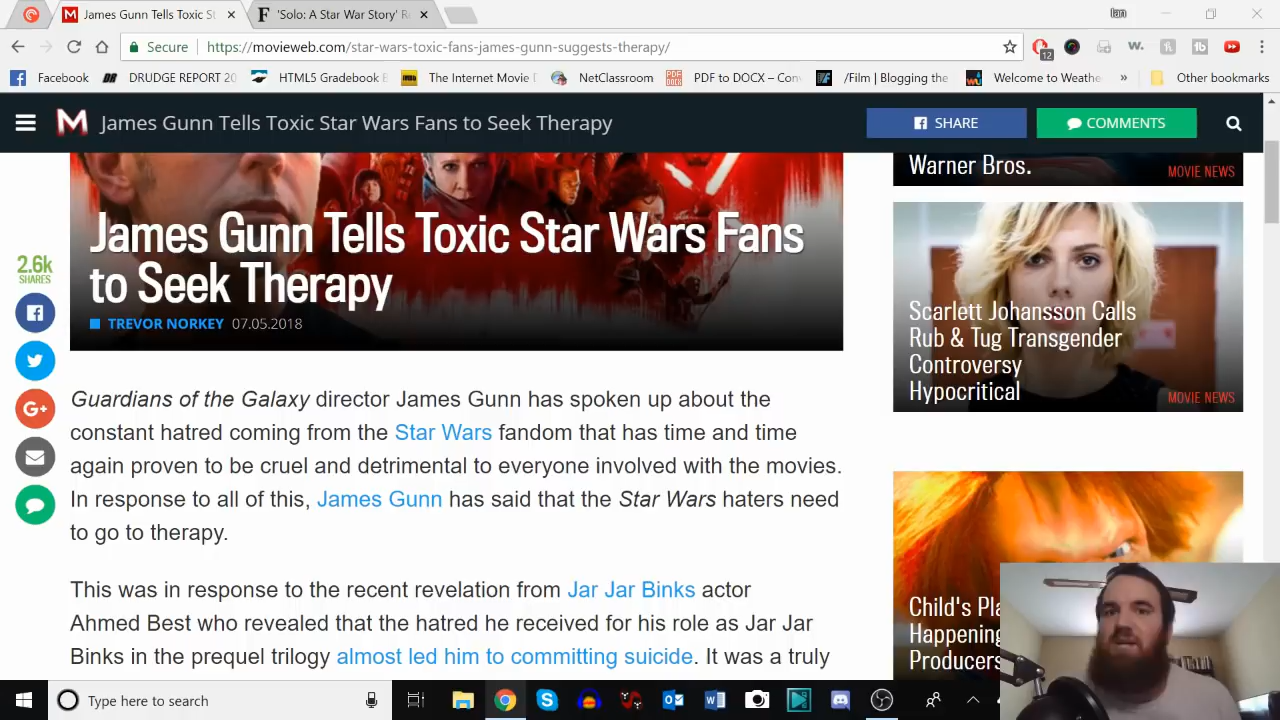 James Gunn Tells Toxic St
'Solo: A Star War Story' R
Ian
Secure
https://movieweb.com/star-wars-toxic-fans-james-gunn-suggests-therapy/
12
Facebook
DRUDGE REPORT 20
HTML5 Gradebook
The Internet Movie
NetClassroom
PDF to DOCX – Con
/Film | Blogging the
Welcome to Weathe
»
Other bookmarks
M James Gunn Tells Toxic Star Wars Fans to Seek Therapy
SHARE
COMMENTS
James Gunn Tells Toxic Star Wars Fans
to Seek Therapy
TREVOR NORKEY 07.05.2018
2.6k
SHARES
G+
Guardians of the Galaxy director James Gunn has spoken up about the
constant hatred coming from the Star Wars fandom that has time and time
again proven to be cruel and detrimental to everyone involved with the movies.
In response to all of this, James Gunn has said that the Star Wars haters need
to go to therapy.
This was in response to the recent revelation from Jar Jar Binks actor
Ahmed Best who revealed that the hatred he received for his role as Jar Jar
Binks in the prequel trilogy almost led him to committing suicide. It was a truly
Warner Bros.
MOVIE NEWS
Scarlett Johansson Calls
Rub & Tug Transgender
Controversy
Hypocritical
MOVIE NEWS
Child's Pl
Happening
Producers
Type here to search